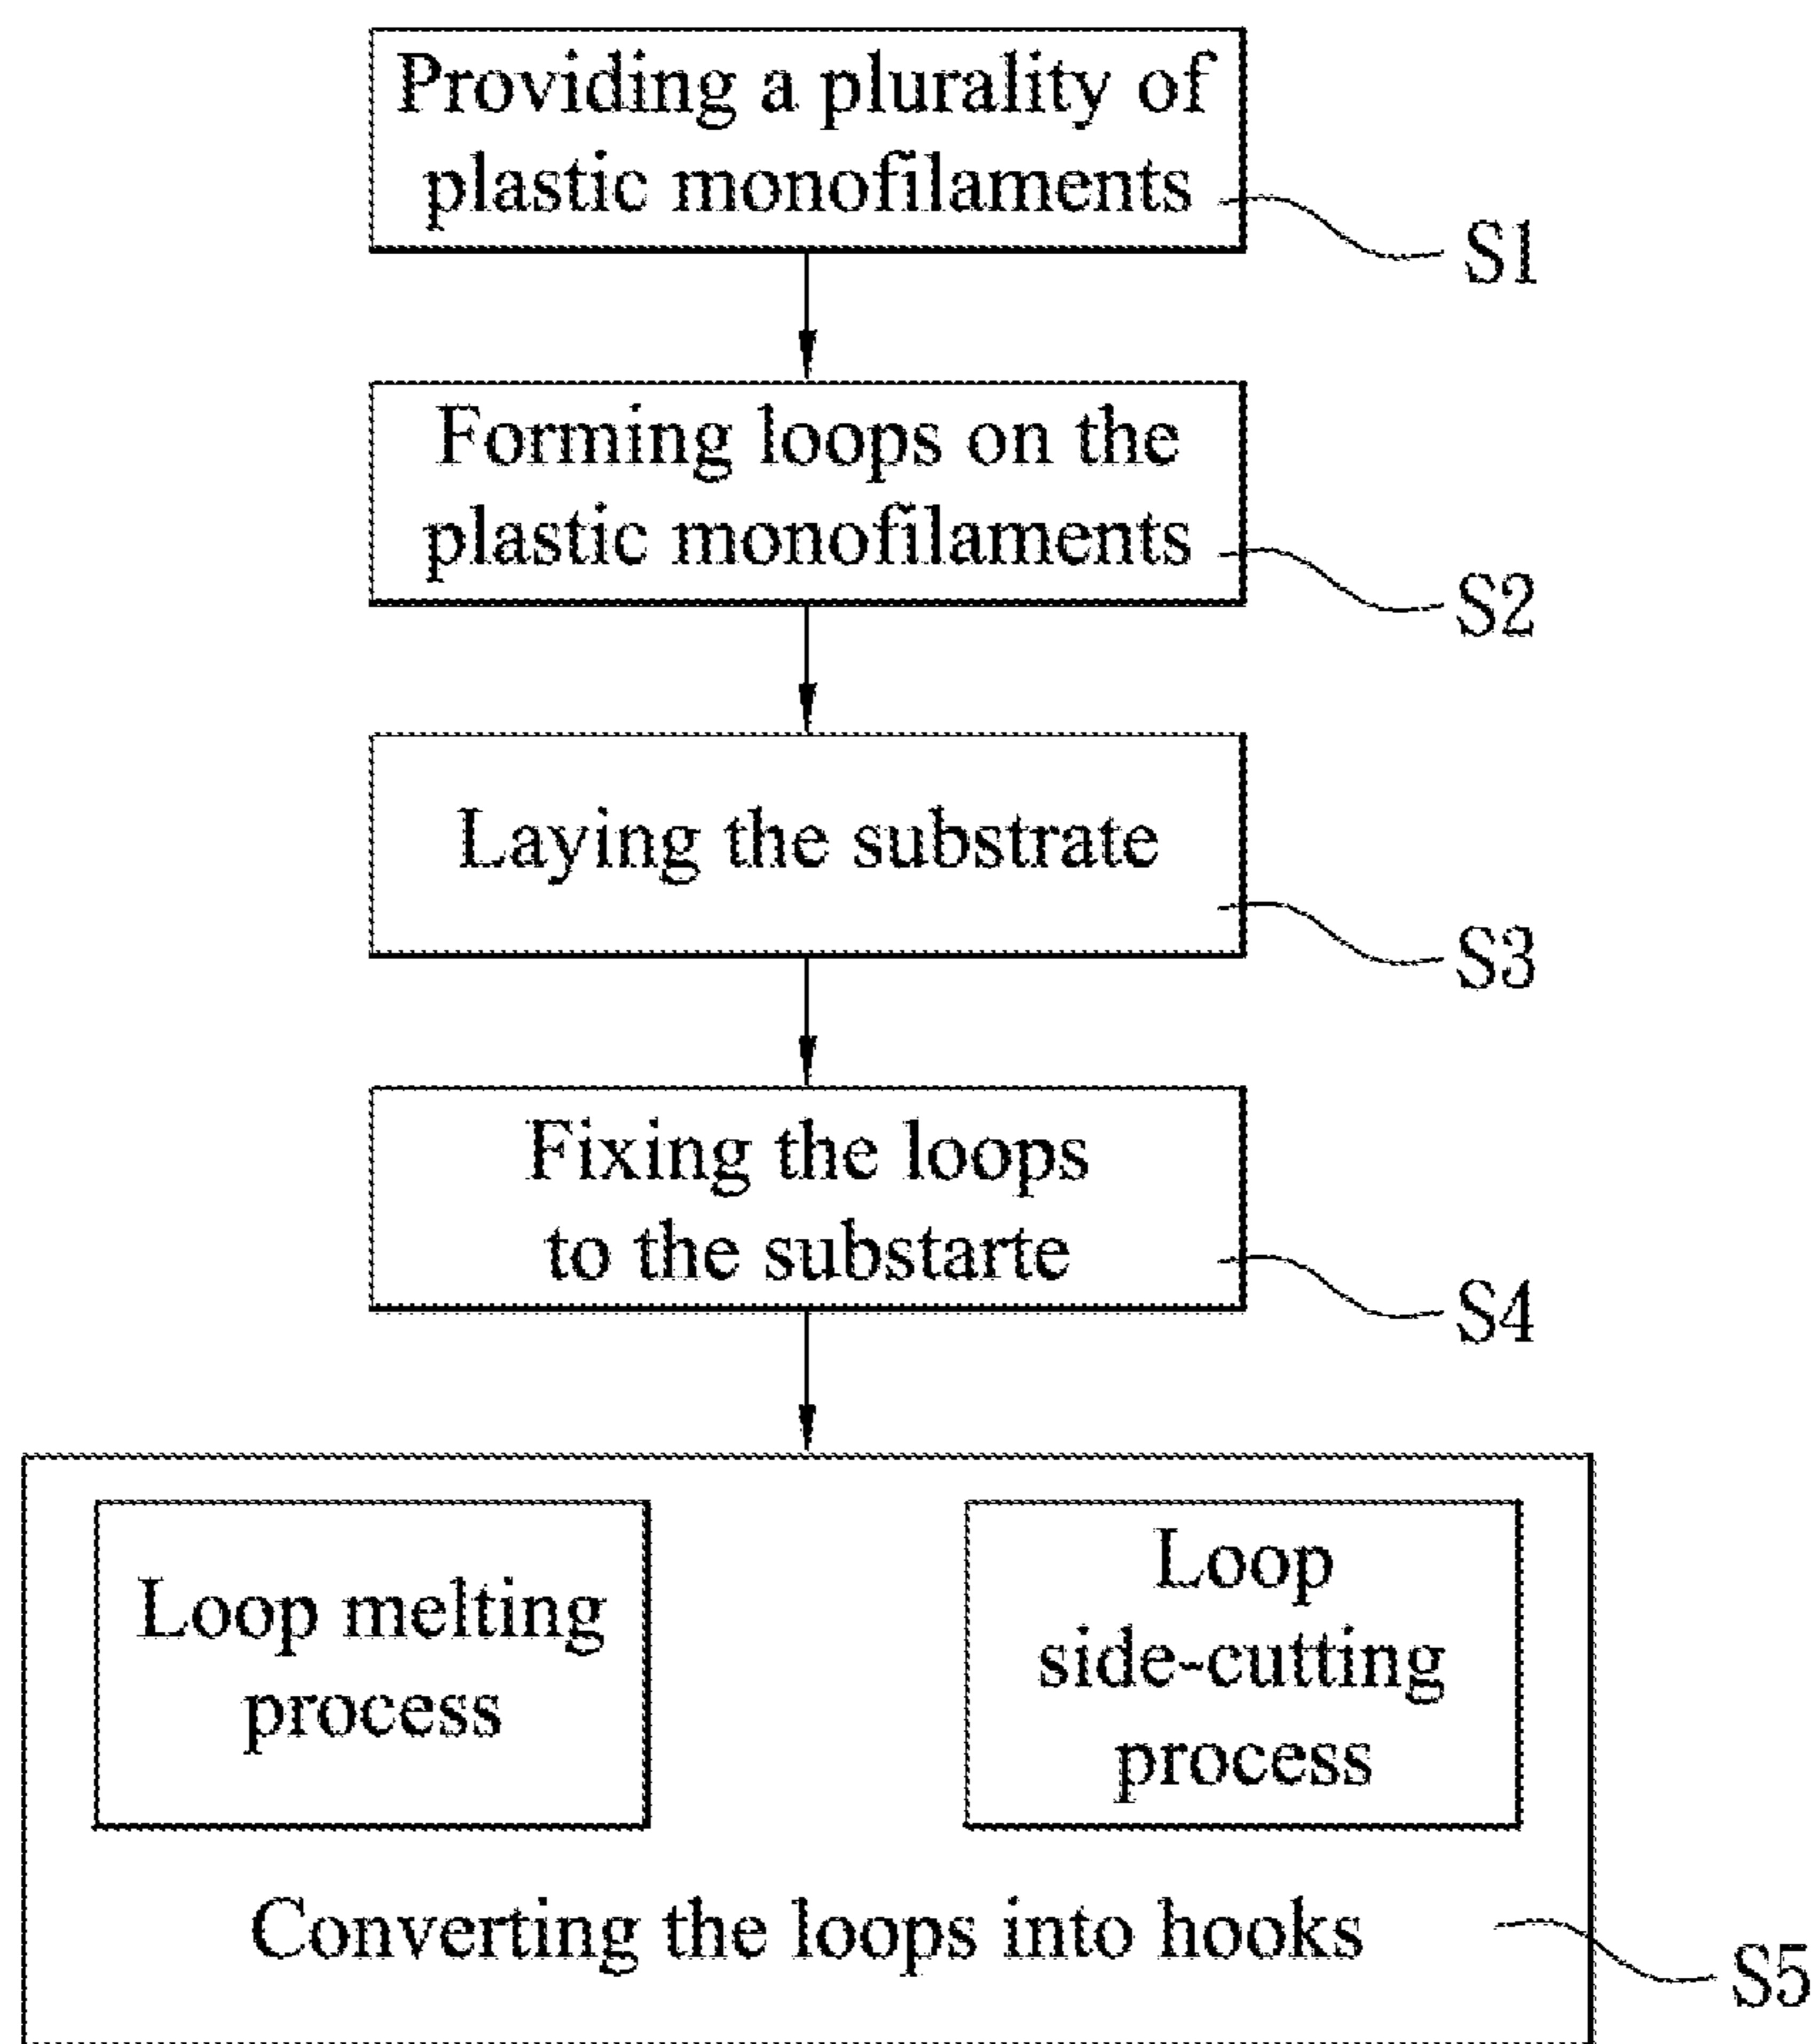 Providing a plurality of
plastic monofilaments
S1
Forming loops on the
plastic monofilaments
S2
Laying the substrate
S3
Fixing the loops
to the substarte
S4
Loop melting
process
Loop
side-cutting
process
Converting the loops into hooks
S5